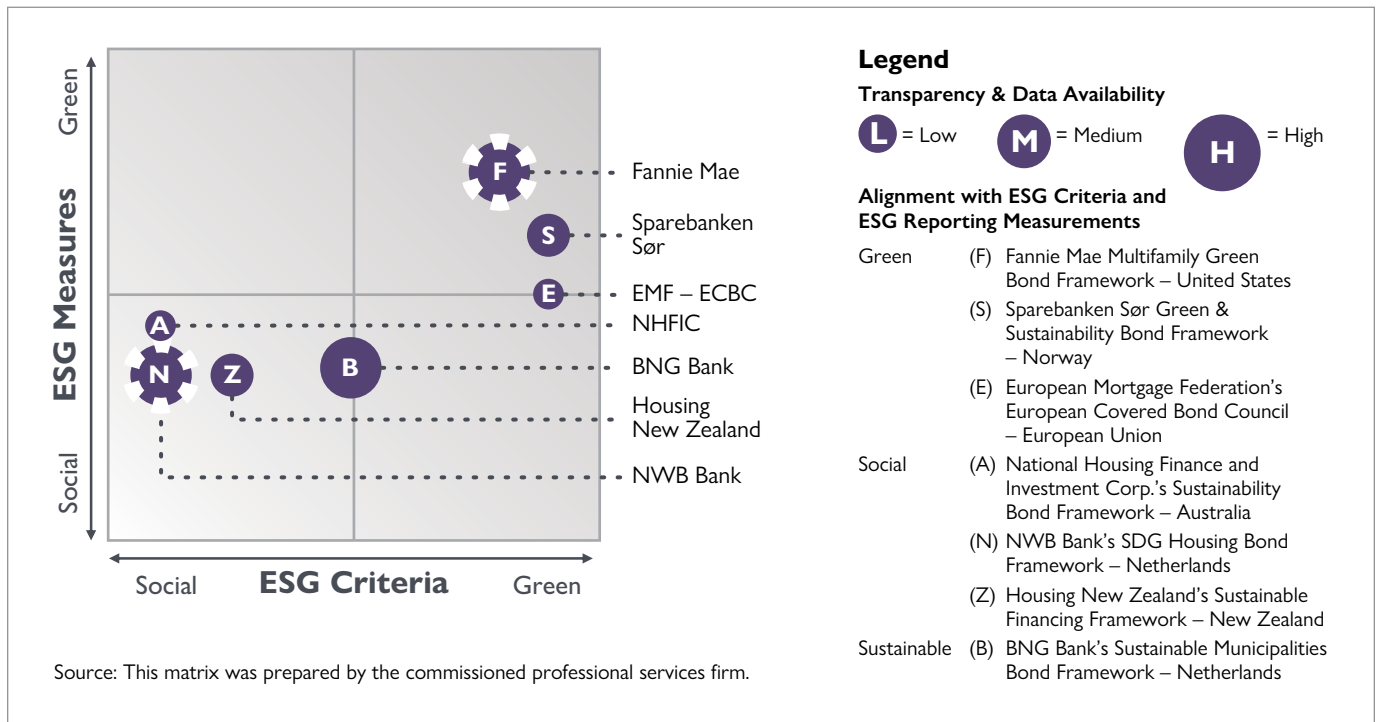 ESG Measures
Green
Social
F
S
E
A
N
Z
B
Fannie Mae
Sparebanken
Sør
EMF – ECBC
NHFIC
BNG Bank
Housing
New Zealand
NWB Bank
Social
ESG Criteria
Green
Source: This matrix was prepared by the commissioned professional services firm.
Legend
Transparency & Data Availability
L = Low
M = Medium
H = High
Alignment with ESG Criteria and
ESG Reporting Measurements
Green (F) Fannie Mae Multifamily Green
Bond Framework – United States
(S) Sparebanken Sør Green &
Sustainability Bond Framework
– Norway
(E) European Mortgage Federation’s
European Covered Bond Council
– European Union
Social (A) National Housing Finance and
Investment Corp.’s Sustainability
Bond Framework – Australia
(N) NWB Bank’s SDG Housing Bond
Framework – Netherlands
(Z) Housing New Zealand’s Sustainable
Financing Framework – New Zealand
Sustainable (B) BNG Bank’s Sustainable Municipalities
Bond Framework – Netherlands